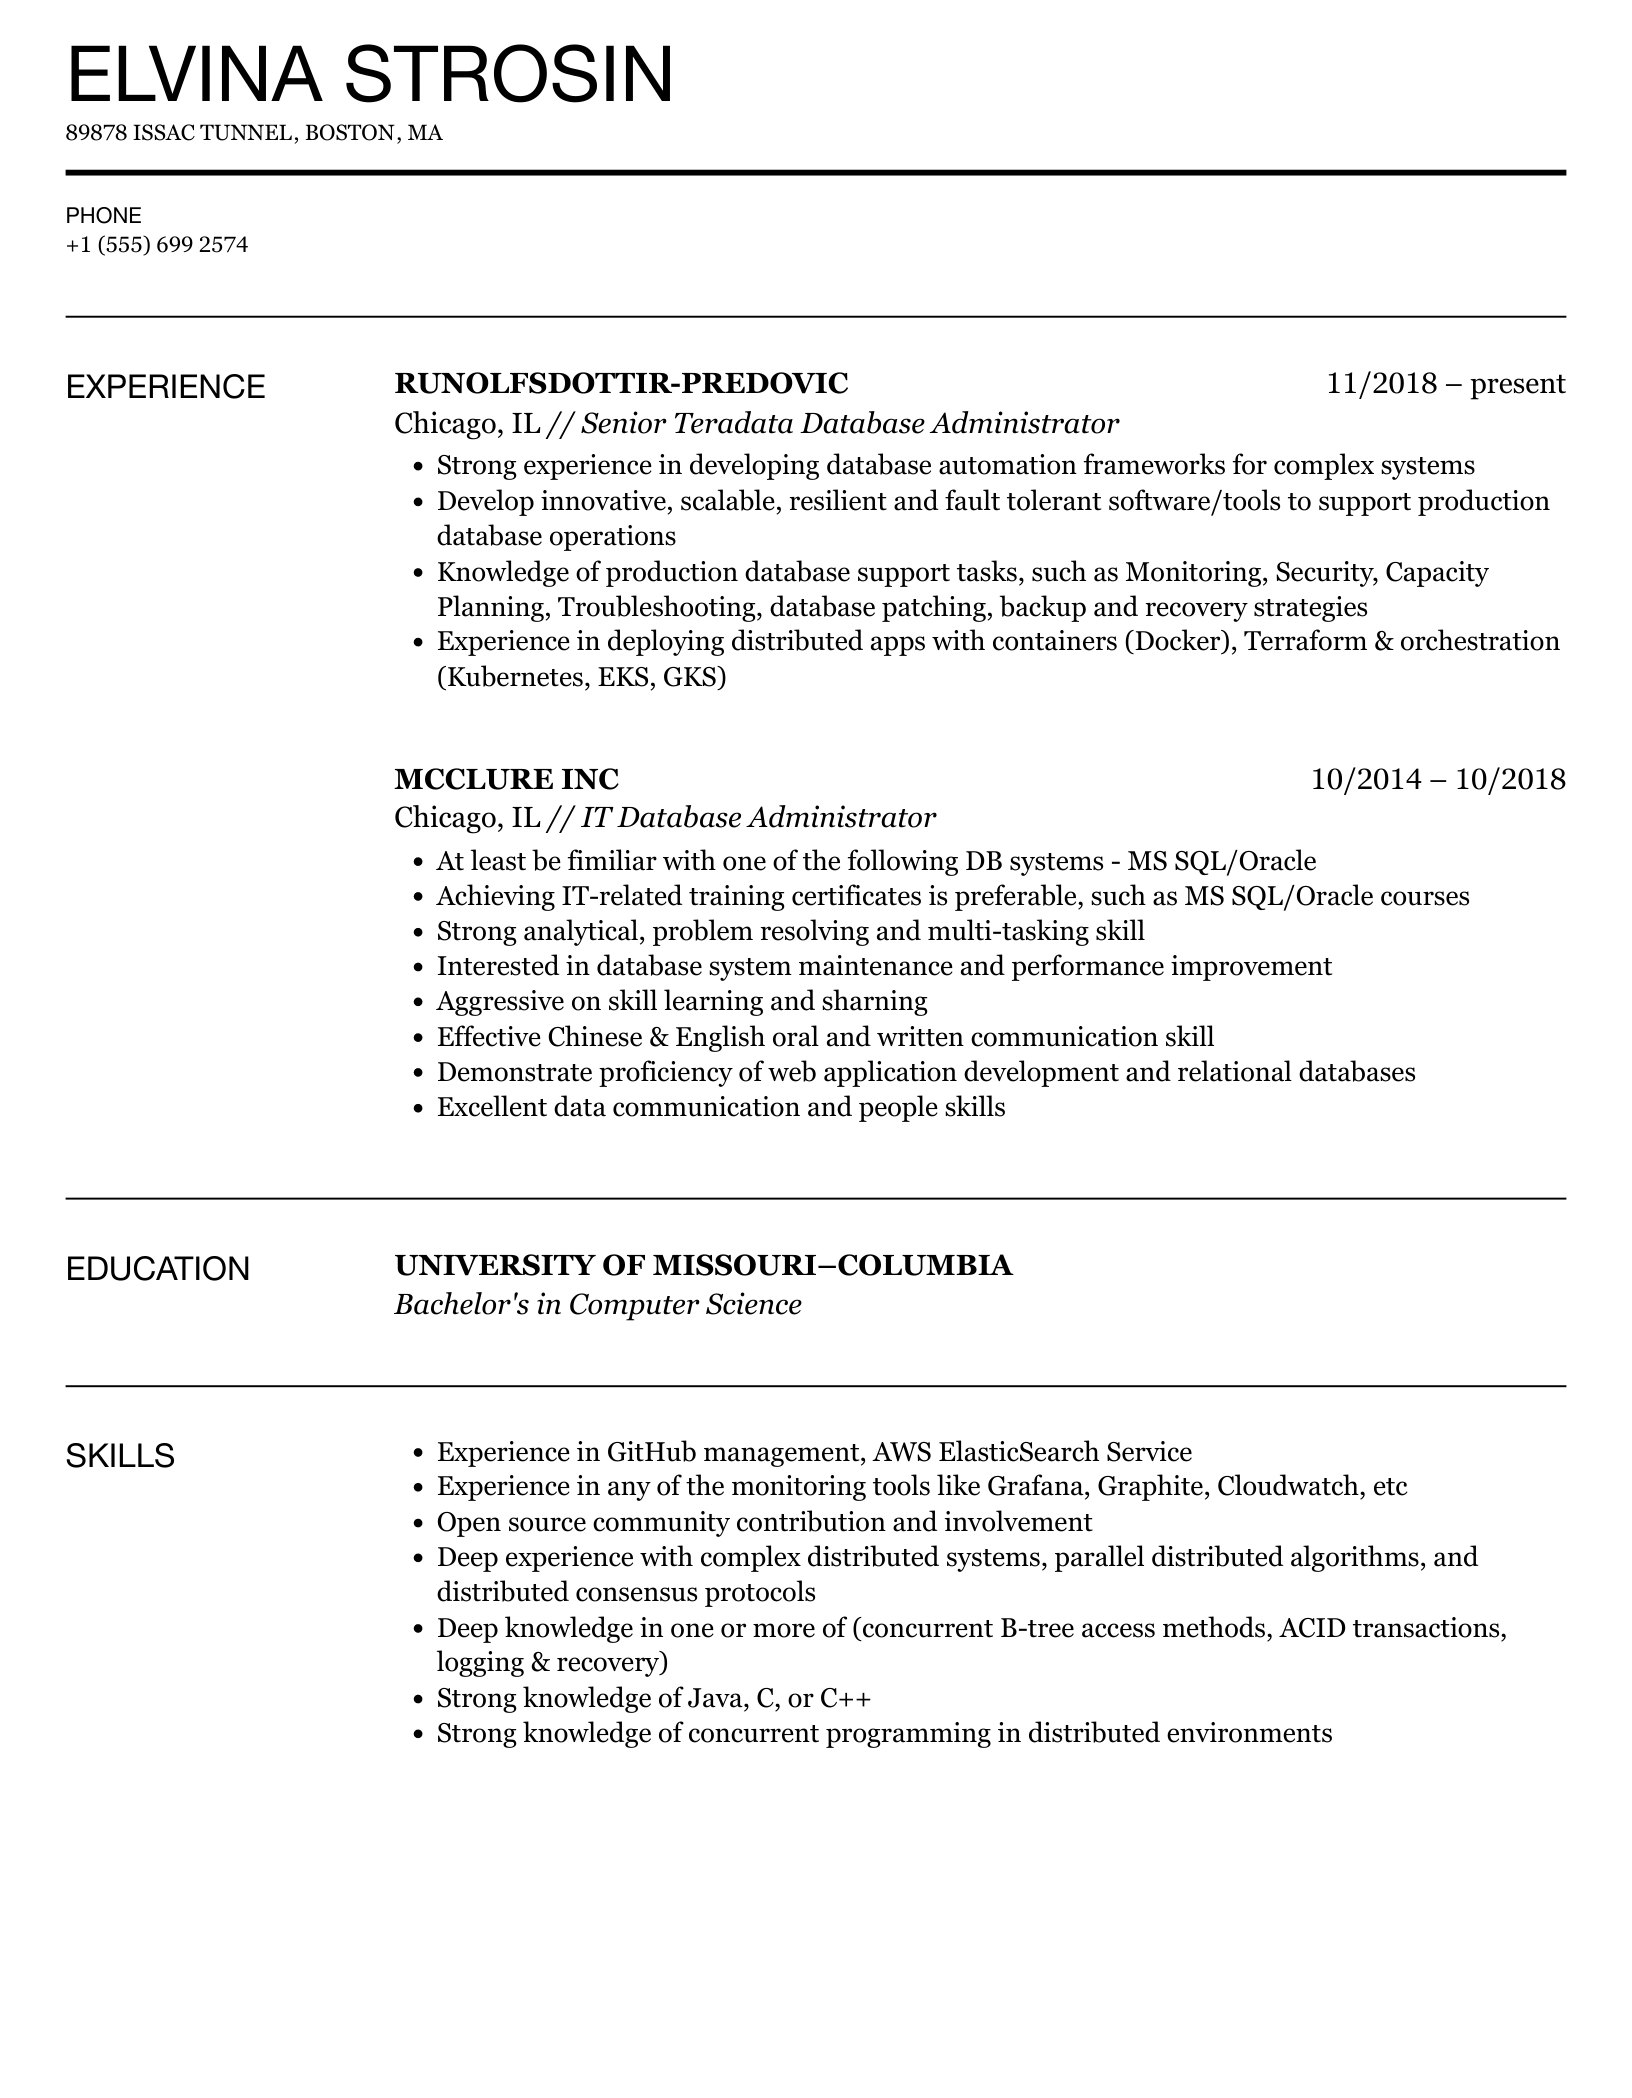 ELVINA STROSIN
89878 ISSAC TUNNEL, BOSTON, MA
PHONE
+1 (555) 699 2574
EXPERIENCE
RUNOLFSDOTTIR-PREDOVIC 11/2018 – present
Chicago, IL // Senior Teradata Database Administrator
• Strong experience in developing database automation frameworks for complex systems
• Develop innovative, scalable, resilient and fault tolerant software/tools to support production
database operations
• Knowledge of production database support tasks, such as Monitoring, Security, Capacity
Planning, Troubleshooting, database patching, backup and recovery strategies
• Experience in deploying distributed apps with containers (Docker), Terraform & orchestration
(Kubernetes, EKS, GKS)
MCCLURE INC 10/2014 – 10/2018
Chicago, IL // IT Database Administrator
• At least be fimiliar with one of the following DB systems - MS SQL/Oracle
• Achieving IT-related training certificates is preferable, such as MS SQL/Oracle courses
• Strong analytical, problem resolving and multi-tasking skill
• Interested in database system maintenance and performance improvement
• Aggressive on skill learning and sharning
• Effective Chinese & English oral and written communication skill
• Demonstrate proficiency of web application development and relational databases
• Excellent data communication and people skills
EDUCATION
UNIVERSITY OF MISSOURI–COLUMBIA
Bachelor's in Computer Science
SKILLS
• Experience in GitHub management, AWS ElasticSearch Service
• Experience in any of the monitoring tools like Grafana, Graphite, Cloudwatch, etc
• Open source community contribution and involvement
• Deep experience with complex distributed systems, parallel distributed algorithms, and
distributed consensus protocols
• Deep knowledge in one or more of (concurrent B-tree access methods, ACID transactions,
logging & recovery)
• Strong knowledge of Java, C, or C++
• Strong knowledge of concurrent programming in distributed environments